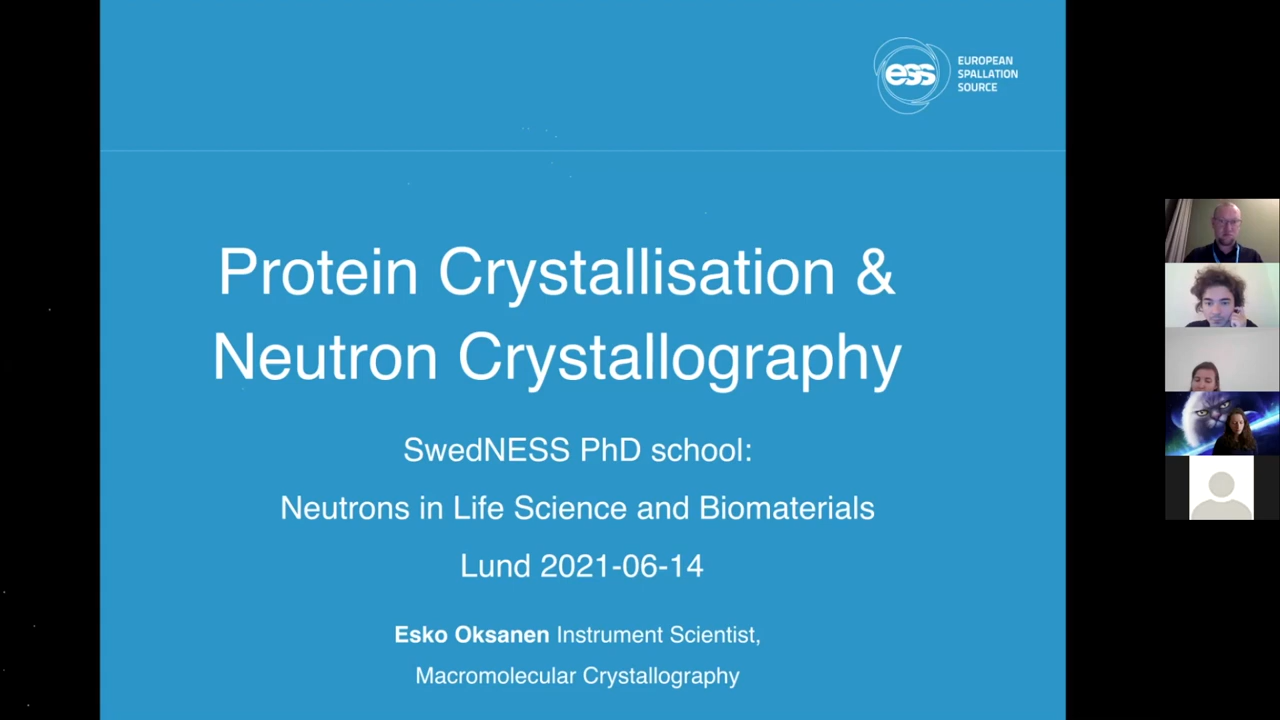 ess
EUROPEAN
SPALLATION
SOURCE
Protein Crystallisation &
Neutron Crystallography
SwedNESS PhD school:
Neutrons in Life Science and Biomaterials
Lund 2021-06-14
Esko Oksanen Instrument Scientist,
Macromolecular Crystallography